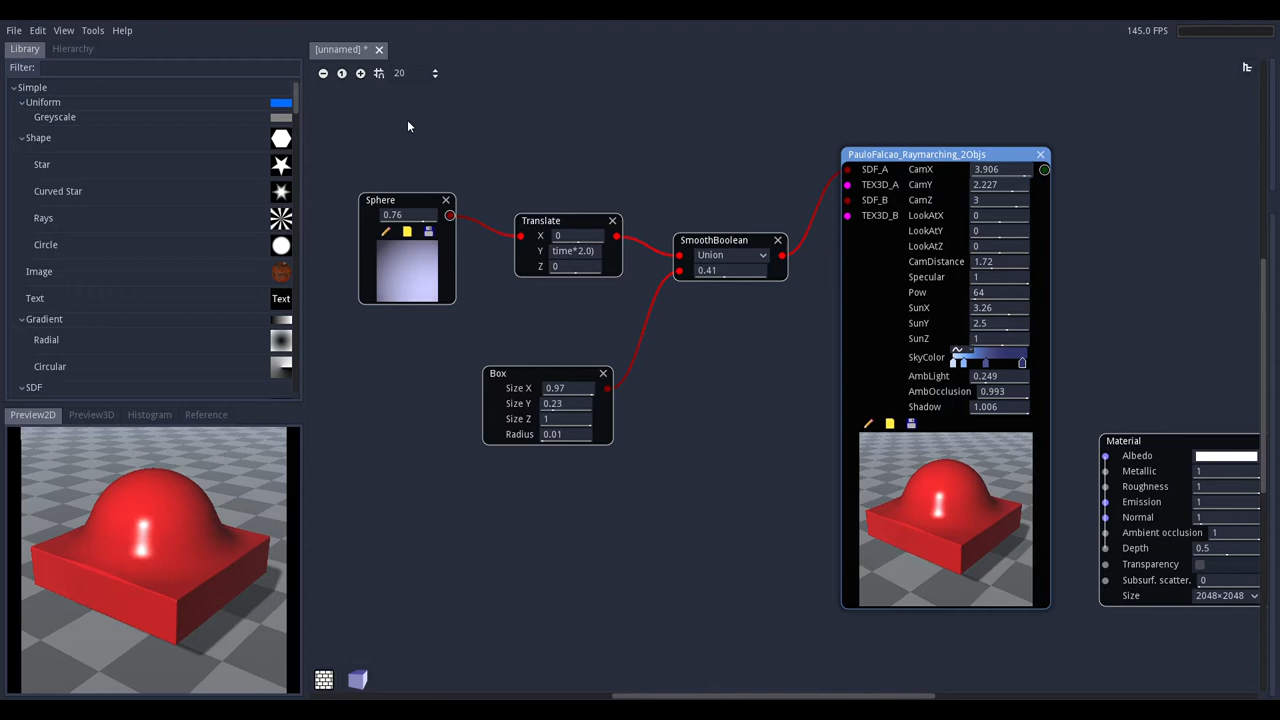 File Edit View Tools Help
145.0 FPS
Library Hierarchy
Filter:
Simple
Uniform
Greyscale
Shape
Star
Curved Star
Rays
Circle
Image
Text Text
Gradient
Radial
Circular
SDF
Preview2D Preview3D Histogram Reference
[unnamed] *
1 20
Sphere
0.76
Translate
X 0
Y time*2.0)
Z 0
SmoothBoolean
Union
0.41
Box
Size X 0.97
Size Y 0.23
Size Z 1
Radius 0.01
PauloFalcao_Raymarching_2Objs
SDF_A CamX 3.906
TEX3D_A CamY 2.227
SDF_B CamZ 3
TEX3D_B LookAtX 0
LookAtY 0
LookAtZ 0
CamDistance 1.72
Specular 1
Pow 64
SunX 3.26
SunY 2.5
SunZ 1
SkyColor
AmbLight 0.249
AmbOcclusion 0.993
Shadow 1.006
Material
Albedo
Metallic 1
Roughness 1
Emission 1
Normal 1
Ambient occlusion 1
Depth 0.5
Transparency
Subsurf. scatter. 0
Size 2048×2048